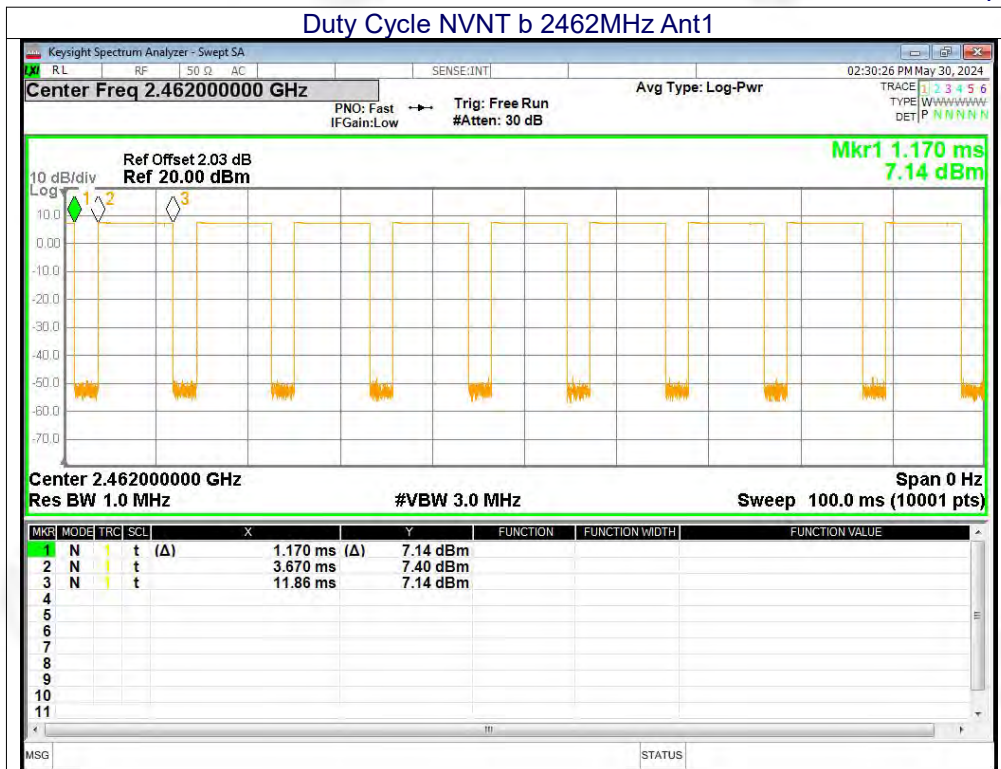 Duty Cycle NVNT b 2462MHz Ant1
Keysight Spectrum Analyzer - Swept SA
LXI RL RF 50 Ω AC SENSE:INT 02:30:26 PM May 30, 2024
Center Freq 2.462000000 GHz
PNO: Fast
IFGain:Low
Trig: Free Run
#Atten: 30 dB
Avg Type: Log-Pwr
TRACE 1 2 3 4 5 6
TYPE WWWWWW
DET P N N N N N
Mkr1 1.170 ms
7.14 dBm
Ref Offset 2.03 dB
Ref 20.00 dBm
10 dB/div
Log
1 2 3
10.0
0.00
-10.0
-20.0
-30.0
-40.0
-50.0
-60.0
-70.0
Center 2.462000000 GHz Span 0 Hz
Res BW 1.0 MHz #VBW 3.0 MHz Sweep 100.0 ms (10001 pts)
MKR MODE TRC SCL X Y FUNCTION FUNCTION WIDTH FUNCTION VALUE
1 N 1 t (Δ) 1.170 ms (Δ) 7.14 dBm
2 N 1 t 3.670 ms 7.40 dBm
3 N 1 t 11.86 ms 7.14 dBm
4
5
6
7
8
9
10
11
MSG STATUS